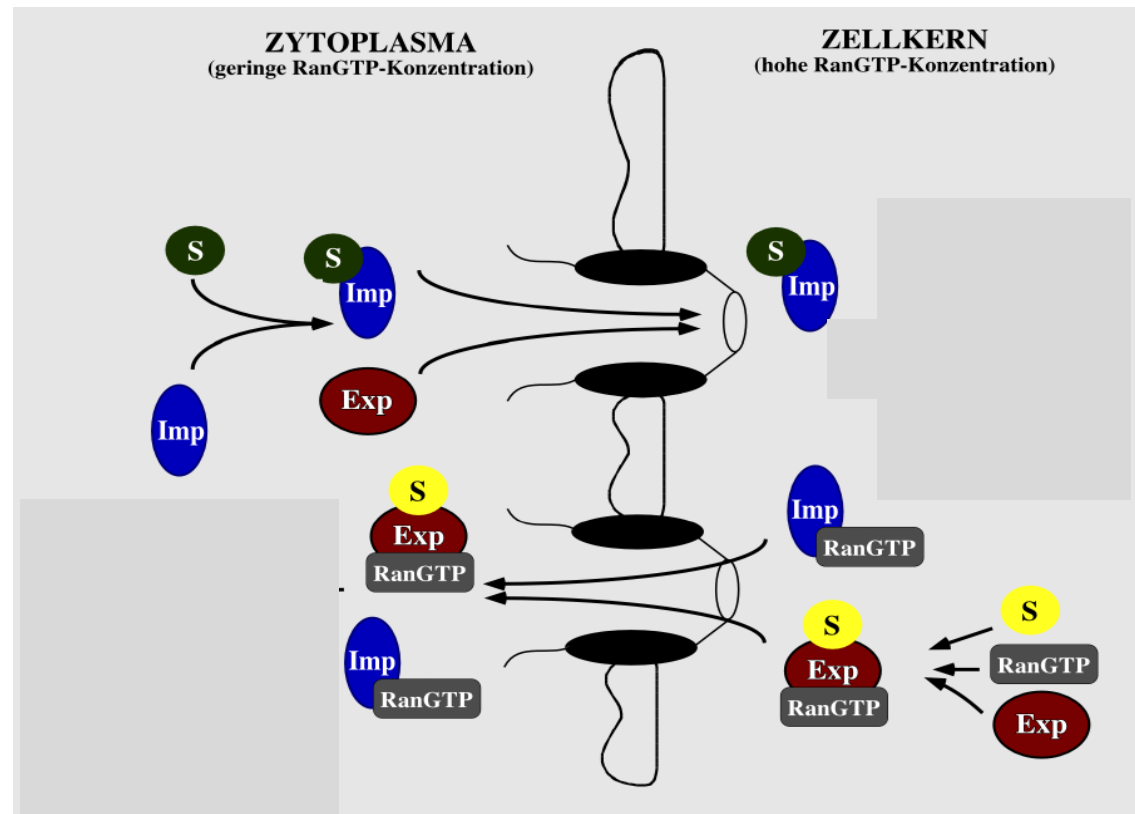 ZYTOPLASMA
(geringe RanGTP-Konzentration)
ZELLKERN
(hohe RanGTP-Konzentration)
S
S
Imp
Imp
Exp
S
Imp
S
Exp
RanGTP
Imp
RanGTP
Imp
RanGTP
S
Exp
RanGTP
S
RanGTP
Exp